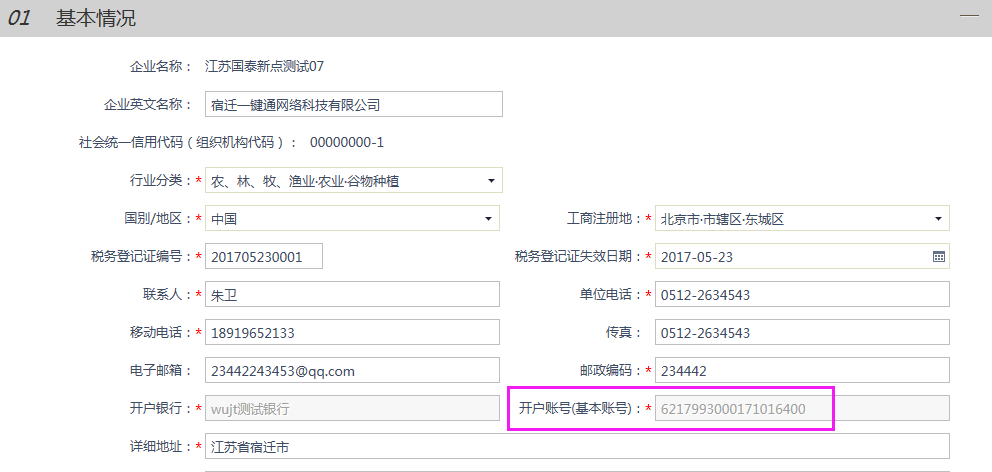 01 基本情况
企业名称： 江苏国泰新点测试07
企业英文名称： 宿迁一键通网络科技有限公司
社会统一信用代码（组织机构代码）： 00000000-1
行业分类：* 农、林、牧、渔业·农业·谷物种植
国别/地区：* 中国 工商注册地：* 北京市·市辖区·东城区
税务登记证编号：* 201705230001 税务登记证失效日期：* 2017-05-23
联系人：* 朱卫 单位电话：* 0512-2634543
移动电话：* 18919652133 传真： 0512-2634543
电子邮箱： 23442243453@qq.com 邮政编码：* 234442
开户银行：* wujt测试银行 开户账号(基本账号)：* 6217993000171016400
详细地址：* 江苏省宿迁市